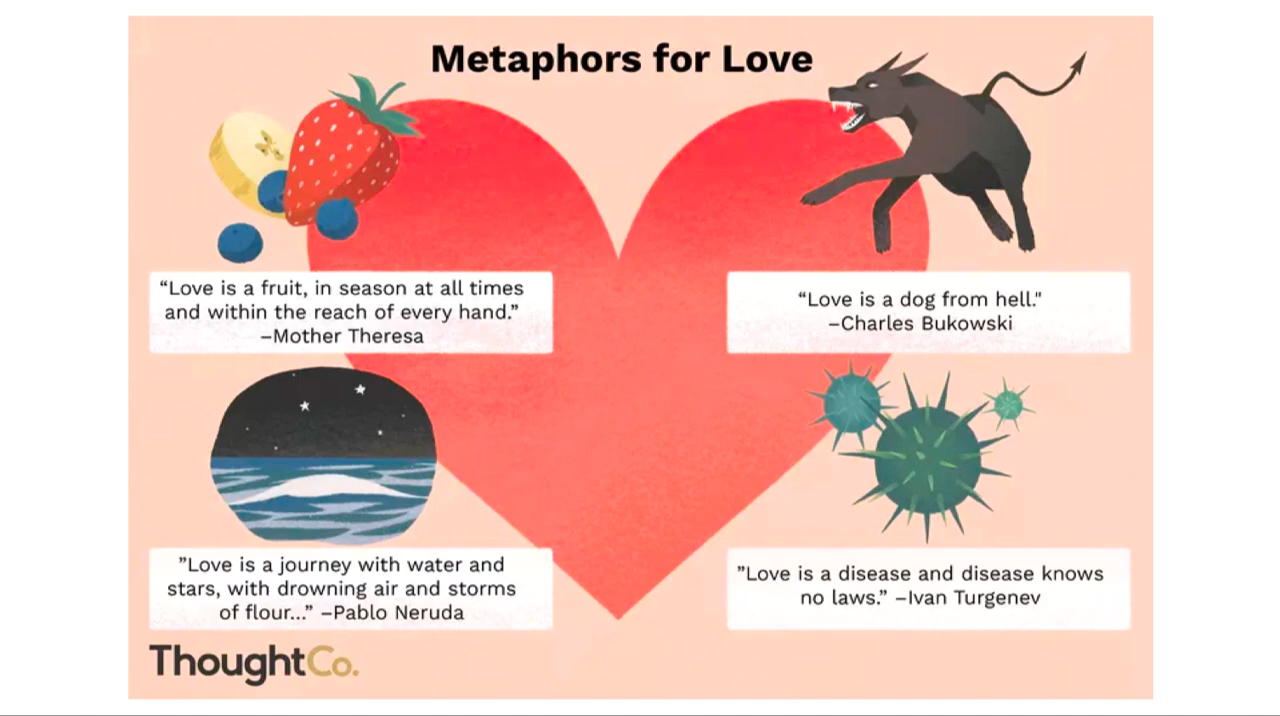 Metaphors for Love
“Love is a fruit, in season at all times
and within the reach of every hand.”
–Mother Theresa
“Love is a dog from hell."
–Charles Bukowski
”Love is a journey with water and
stars, with drowning air and storms
of flour...” –Pablo Neruda
”Love is a disease and disease knows
no laws.” –Ivan Turgenev
ThoughtCo.